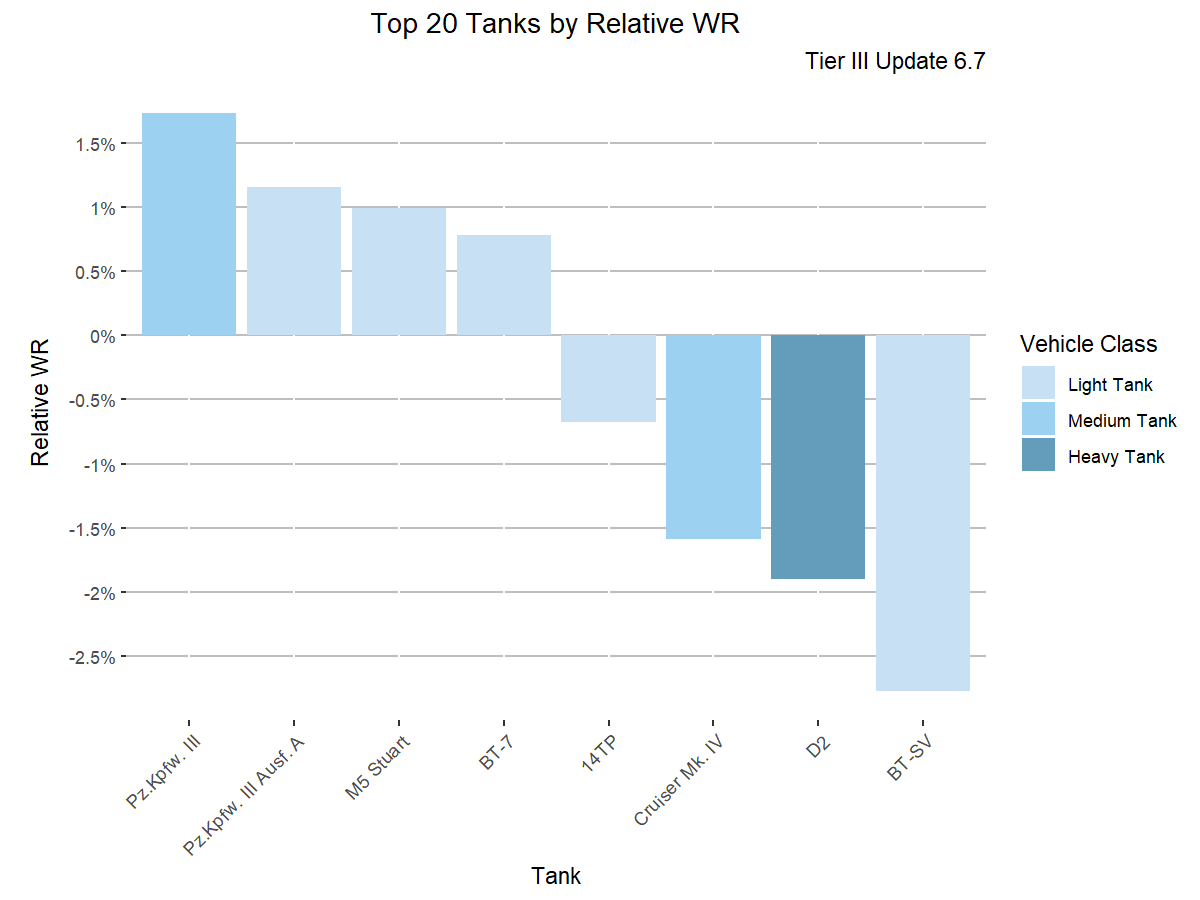 Top 20 Tanks by Relative WR
Tier III Update 6.7
1.5%
1%
0.5%
0%
-0.5%
-1%
-1.5%
-2%
-2.5%
Relative WR
Pz.Kpfw. III
Pz.Kpfw. III Ausf. A
M5 Stuart
BT-7
14TP
Cruiser Mk. IV
D2
BT-SV
Tank
Vehicle Class
Light Tank
Medium Tank
Heavy Tank